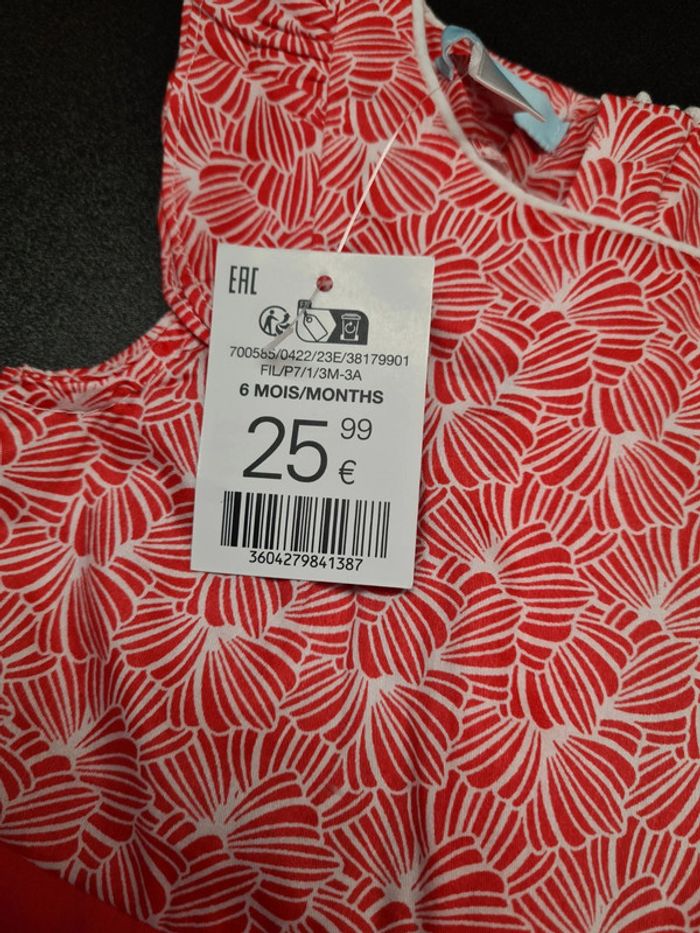 EAC
700585/0422/23E/38179901
FIL/P7/1/3M-3A
6 MOIS/MONTHS
25 99 €
3604279841387